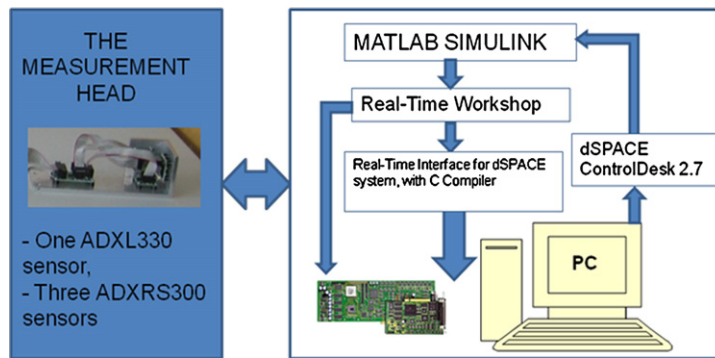 THE
MEASUREMENT
HEAD
- One ADXL330
sensor,
- Three ADXRS300
sensors
MATLAB SIMULINK
Real-Time Workshop
Real-Time Interface for dSPACE
system, with C Compiler
dSPACE
ControlDesk 2.7
PC